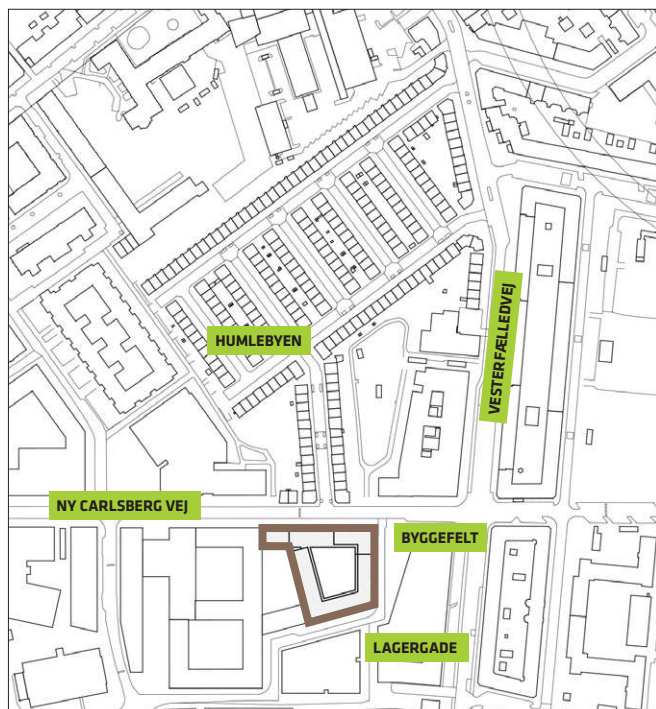 HUMLEBYEN
VESTERFÆLLEDVEJ
NY CARLSBERG VEJ
BYGGEFELT
LAGERGADE